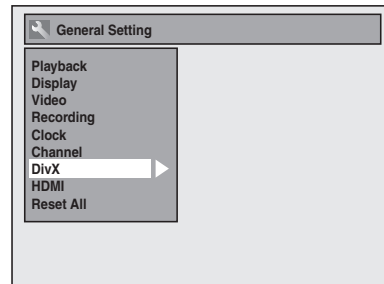 General Setting
Playback
Display
Video
Recording
Clock
Channel
DivX
HDMI
Reset All